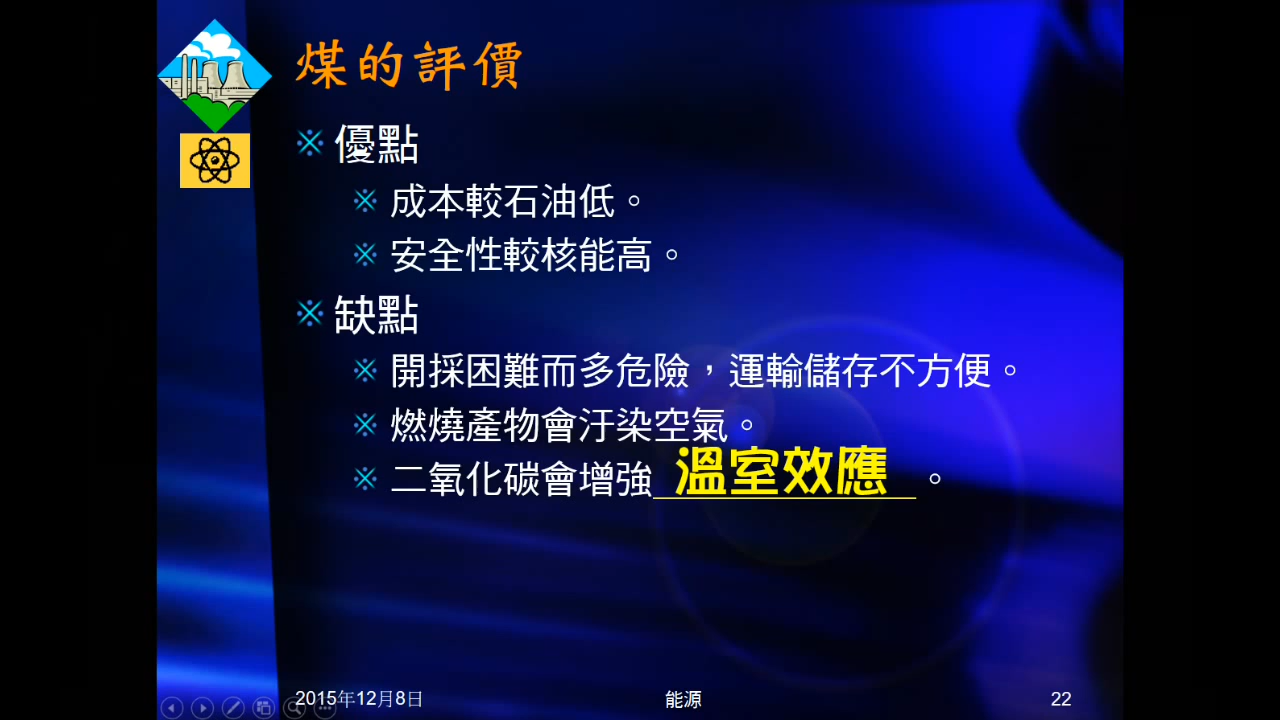 煤的評價
※ 優點
※ 成本較石油低。
※ 安全性較核能高。
※ 缺點
※ 開採困難而多危險，運輸儲存不方便。
※ 燃燒產物會汙染空氣。
※ 二氧化碳會增強 溫室效應 。
2015年12月8日 能源 22